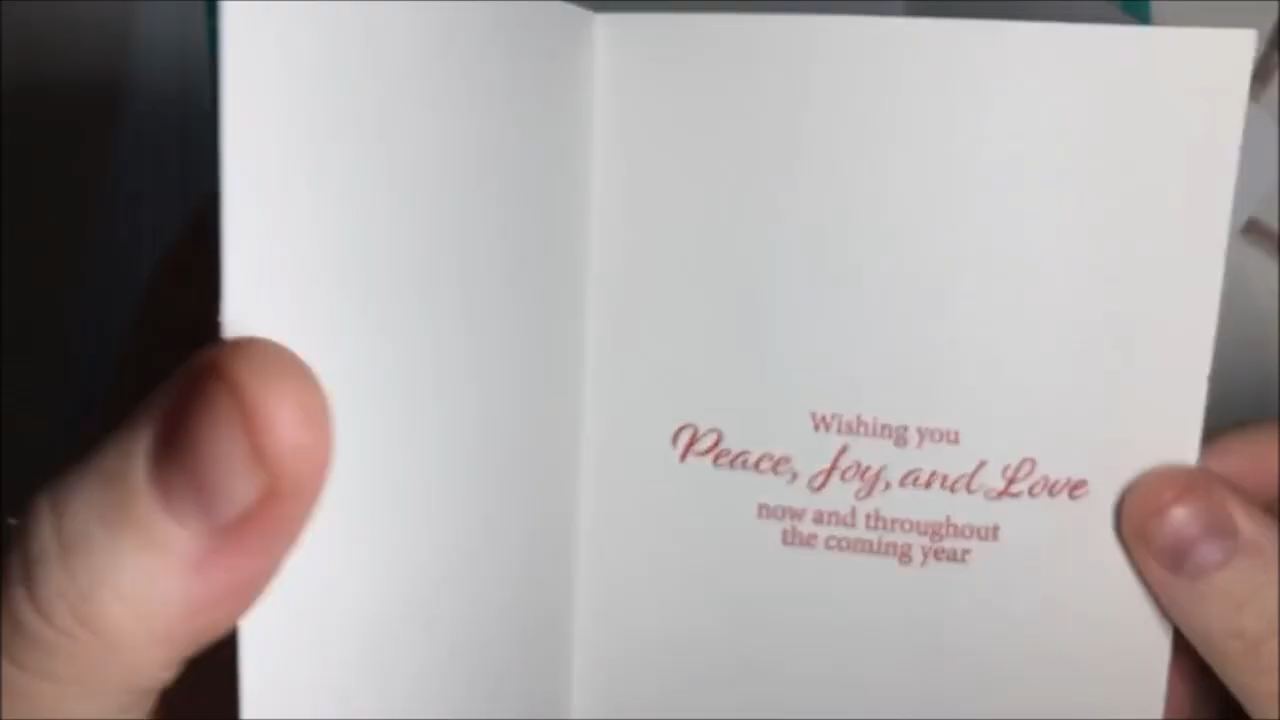 Wishing you
Peace, Joy, and Love
now and throughout
the coming year